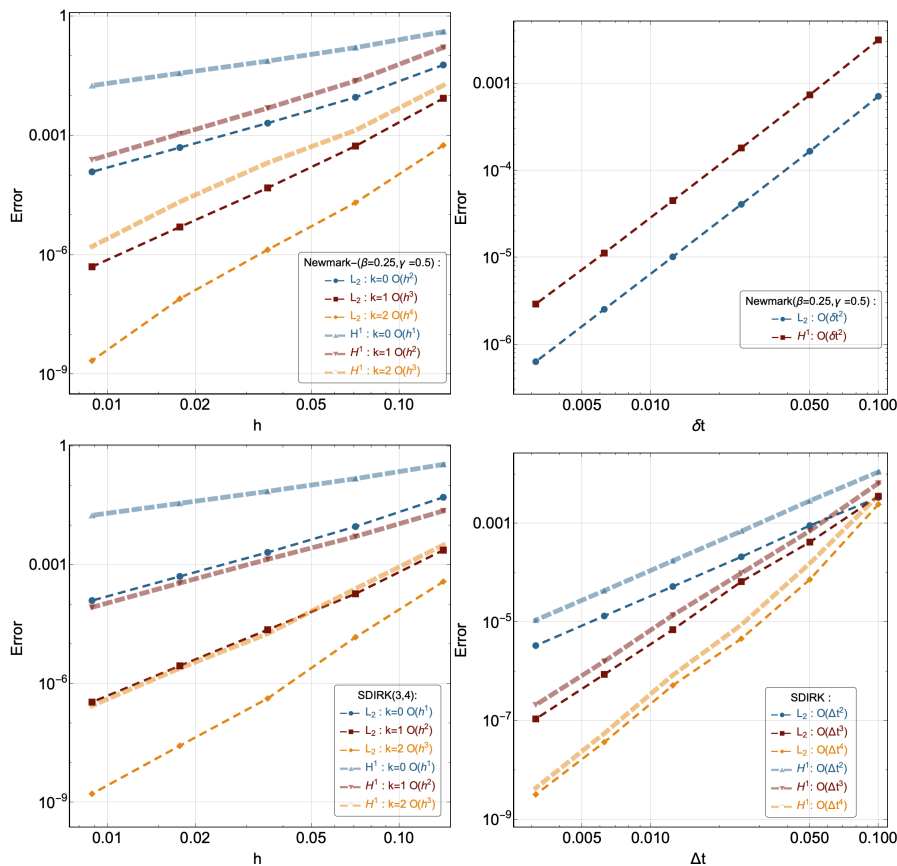 1
0.001
10⁻⁶
10⁻⁹
Error
0.01
0.02
0.05
0.10
h
Newmark–(β=0.25,γ =0.5) :
L₂ : k=0 O(h²)
L₂ : k=1 O(h³)
L₂ : k=2 O(h⁴)
H¹ : k=0 O(h¹)
H¹ : k=1 O(h²)
H¹ : k=2 O(h³)
0.001
10⁻⁴
10⁻⁵
10⁻⁶
Error
0.005
0.010
0.050
0.100
δt
Newmark(β=0.25,γ=0.5) :
L₂ : O(δt²)
H¹: O(δt²)
1
0.001
10⁻⁶
10⁻⁹
Error
0.01
0.02
0.05
0.10
h
SDIRK(3,4):
L₂ : k=0 O(h¹)
L₂ : k=1 O(h²)
L₂ : k=2 O(h³)
H¹ : k=0 O(h¹)
H¹ : k=1 O(h²)
H¹ : k=2 O(h³)
0.001
10⁻⁵
10⁻⁷
10⁻⁹
Error
0.005
0.010
0.050
0.100
Δt
SDIRK :
L₂ : O(Δt²)
L₂ : O(Δt³)
L₂ : O(Δt⁴)
H¹: O(Δt²)
H¹: O(Δt³)
H¹: O(Δt⁴)